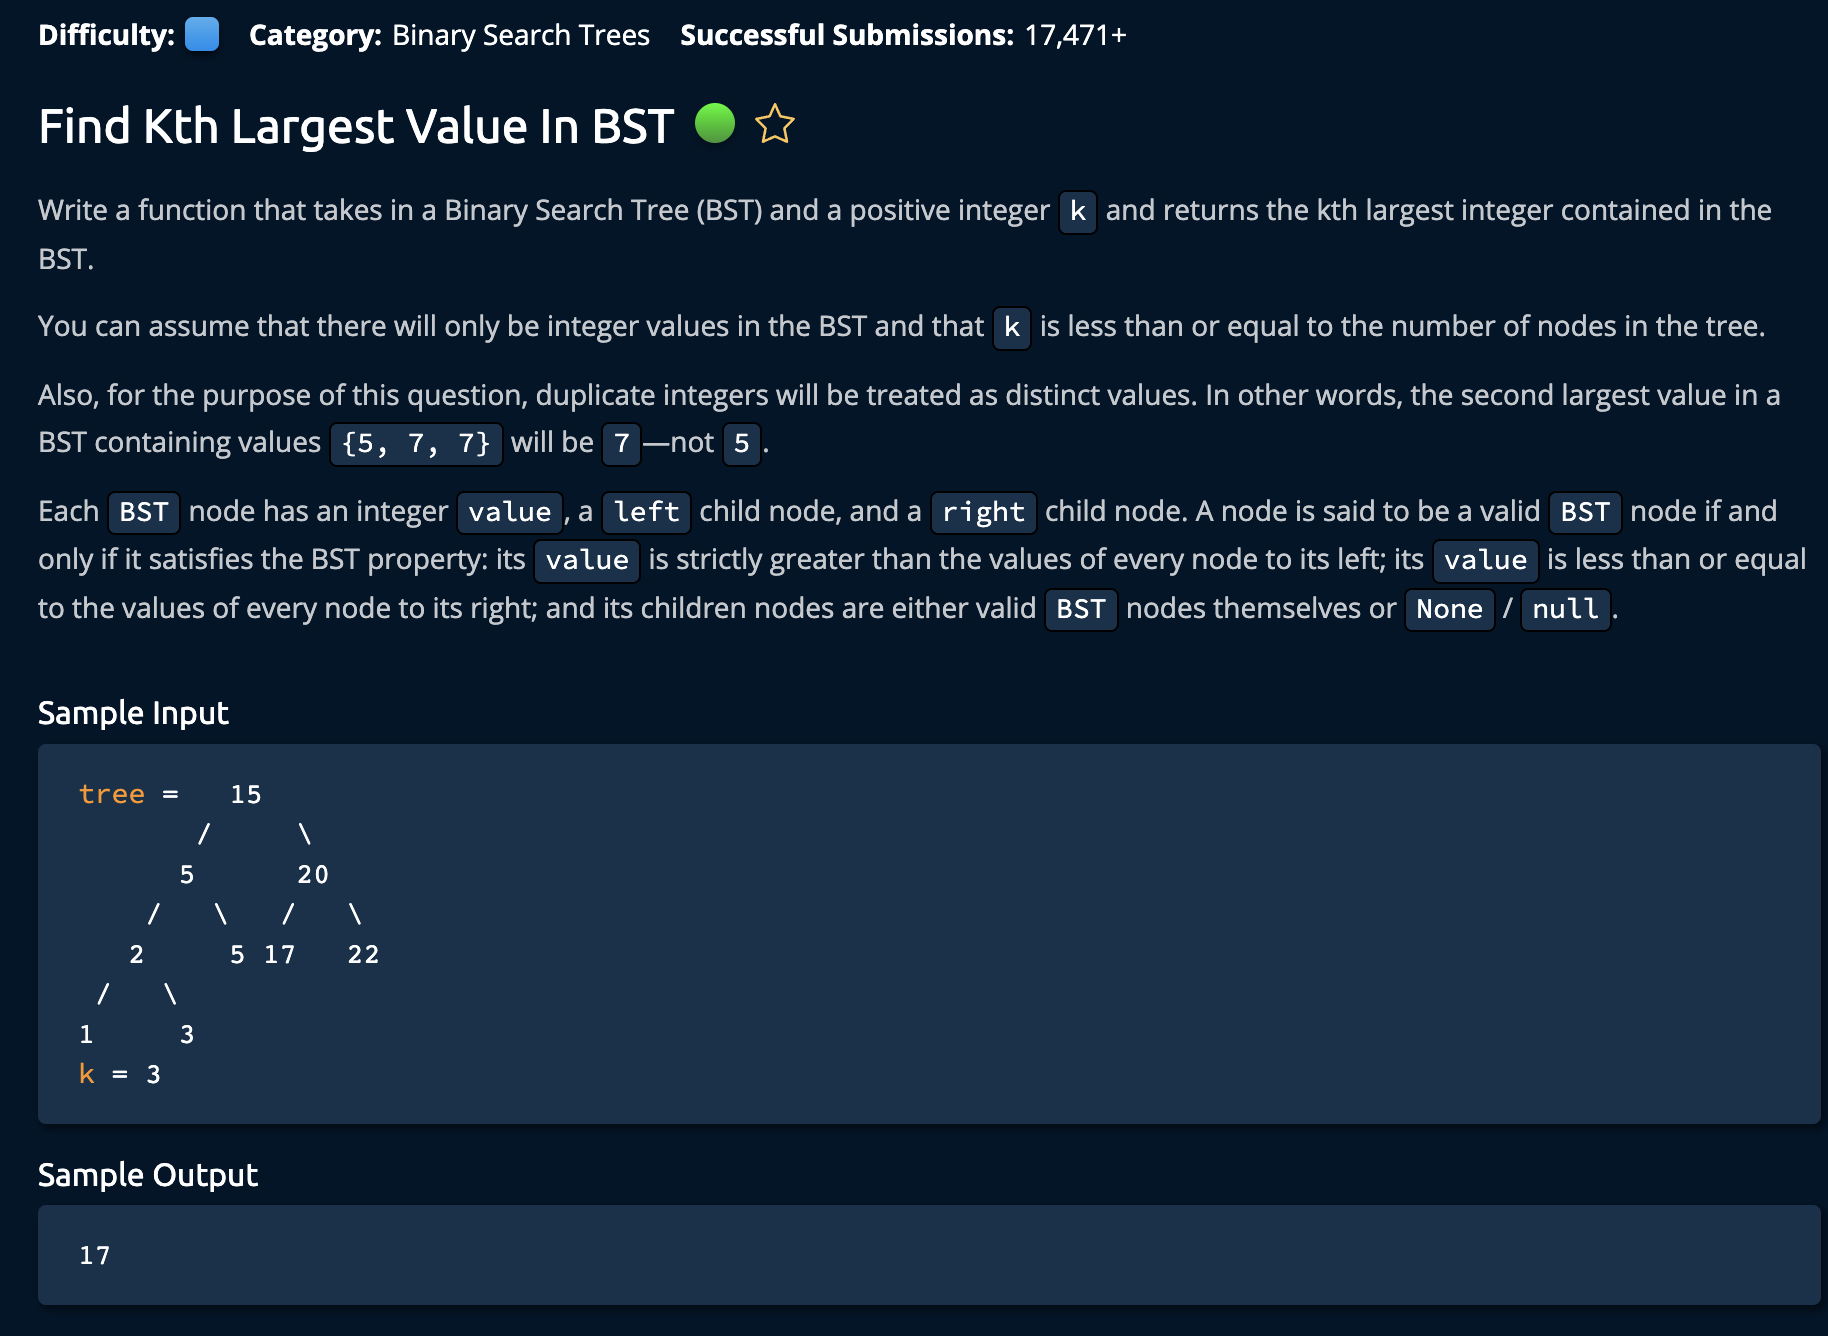 Difficulty: Category: Binary Search Trees Successful Submissions: 17,471+
Find Kth Largest Value In BST
Write a function that takes in a Binary Search Tree (BST) and a positive integer k and returns the kth largest integer contained in the
BST.
You can assume that there will only be integer values in the BST and that k is less than or equal to the number of nodes in the tree.
Also, for the purpose of this question, duplicate integers will be treated as distinct values. In other words, the second largest value in a
BST containing values {5, 7, 7} will be 7—not 5.
Each BST node has an integer value, a left child node, and a right child node. A node is said to be a valid BST node if and
only if it satisfies the BST property: its value is strictly greater than the values of every node to its left; its value is less than or equal
to the values of every node to its right; and its children nodes are either valid BST nodes themselves or None / null.
Sample Input
tree =   15
       /     \
      5      20
    /   \   /   \
   2     5 17   22
 /   \
1     3
k = 3
Sample Output
17